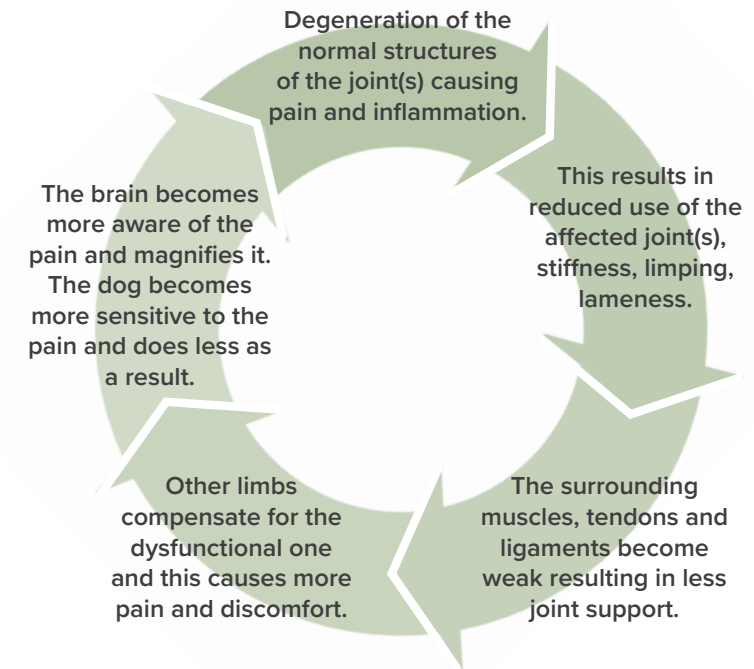 Degeneration of the
normal structures
of the joint(s) causing
pain and inflammation.
This results in
reduced use of the
affected joint(s),
stiffness, limping,
lameness.
The surrounding
muscles, tendons and
ligaments become
weak resulting in less
joint support.
Other limbs
compensate for the
dysfunctional one
and this causes more
pain and discomfort.
The brain becomes
more aware of the
pain and magnifies it.
The dog becomes
more sensitive to the
pain and does less as
a result.